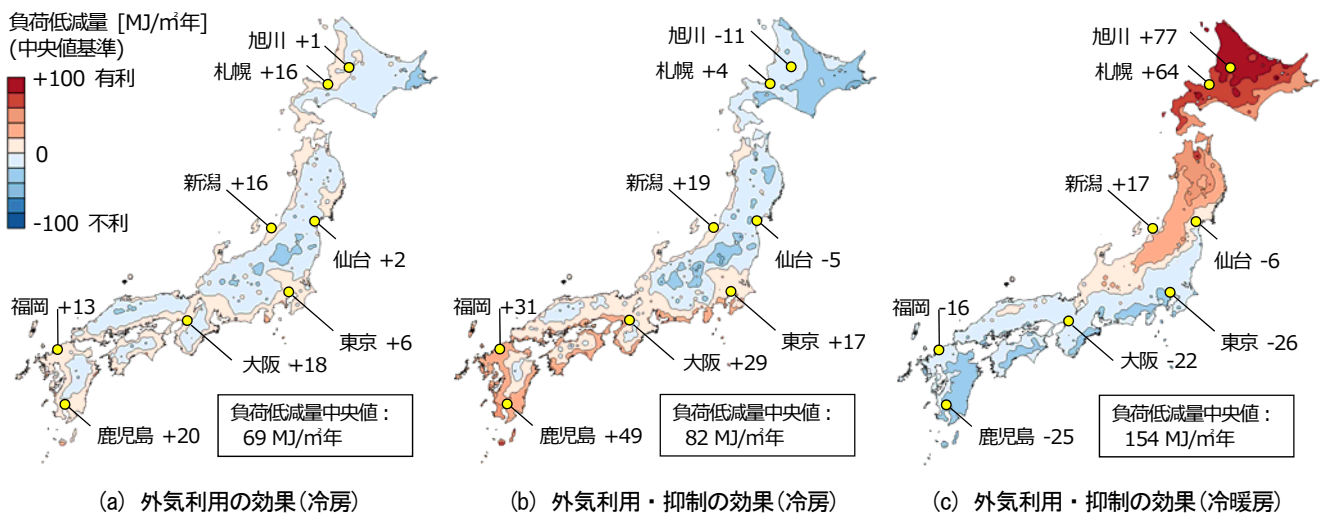 負荷低減量 [MJ/㎡年]
(中央値基準)
+100 有利
0
-100 不利
旭川 +1
札幌 +16
新潟 +16
仙台 +2
福岡 +13
東京 +6
大阪 +18
鹿児島 +20
負荷低減量中央値：
69 MJ/㎡年
(a) 外気利用の効果(冷房)
旭川 -11
札幌 +4
新潟 +19
仙台 -5
福岡 +31
東京 +17
大阪 +29
鹿児島 +49
負荷低減量中央値：
82 MJ/㎡年
(b) 外気利用・抑制の効果(冷房)
旭川 +77
札幌 +64
新潟 +17
仙台 -6
福岡 -16
東京 -26
大阪 -22
鹿児島 -25
負荷低減量中央値：
154 MJ/㎡年
(c) 外気利用・抑制の効果(冷暖房)